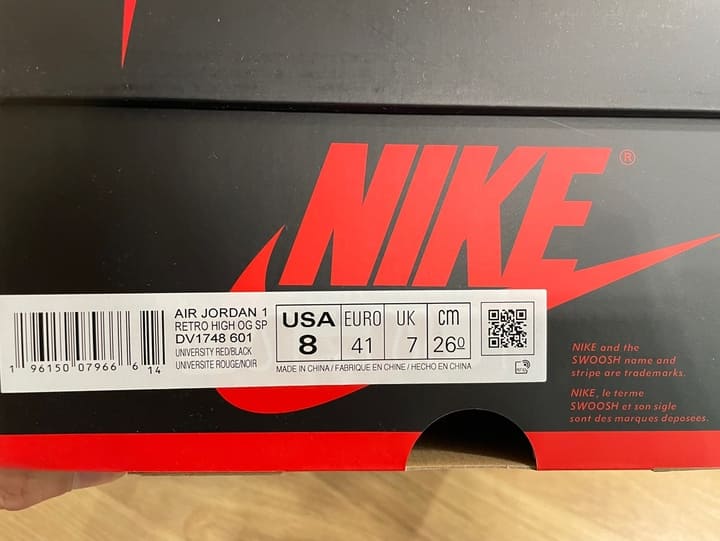 NIKE®
AIR JORDAN 1
RETRO HIGH OG SP
DV1748 601
UNIVERSITY RED/BLACK
UNIVERSITE ROUGE/NOIR
USA EURO UK cm
8 41 7 26º
MADE IN CHINA / FABRIQUE EN CHINE / HECHO EN CHINA
1 96150 07966 6 14
NIKE and the
SWOOSH name and
stripe are trademarks.
NIKE, le terme
SWOOSH et son sigle
sont des marques deposees.